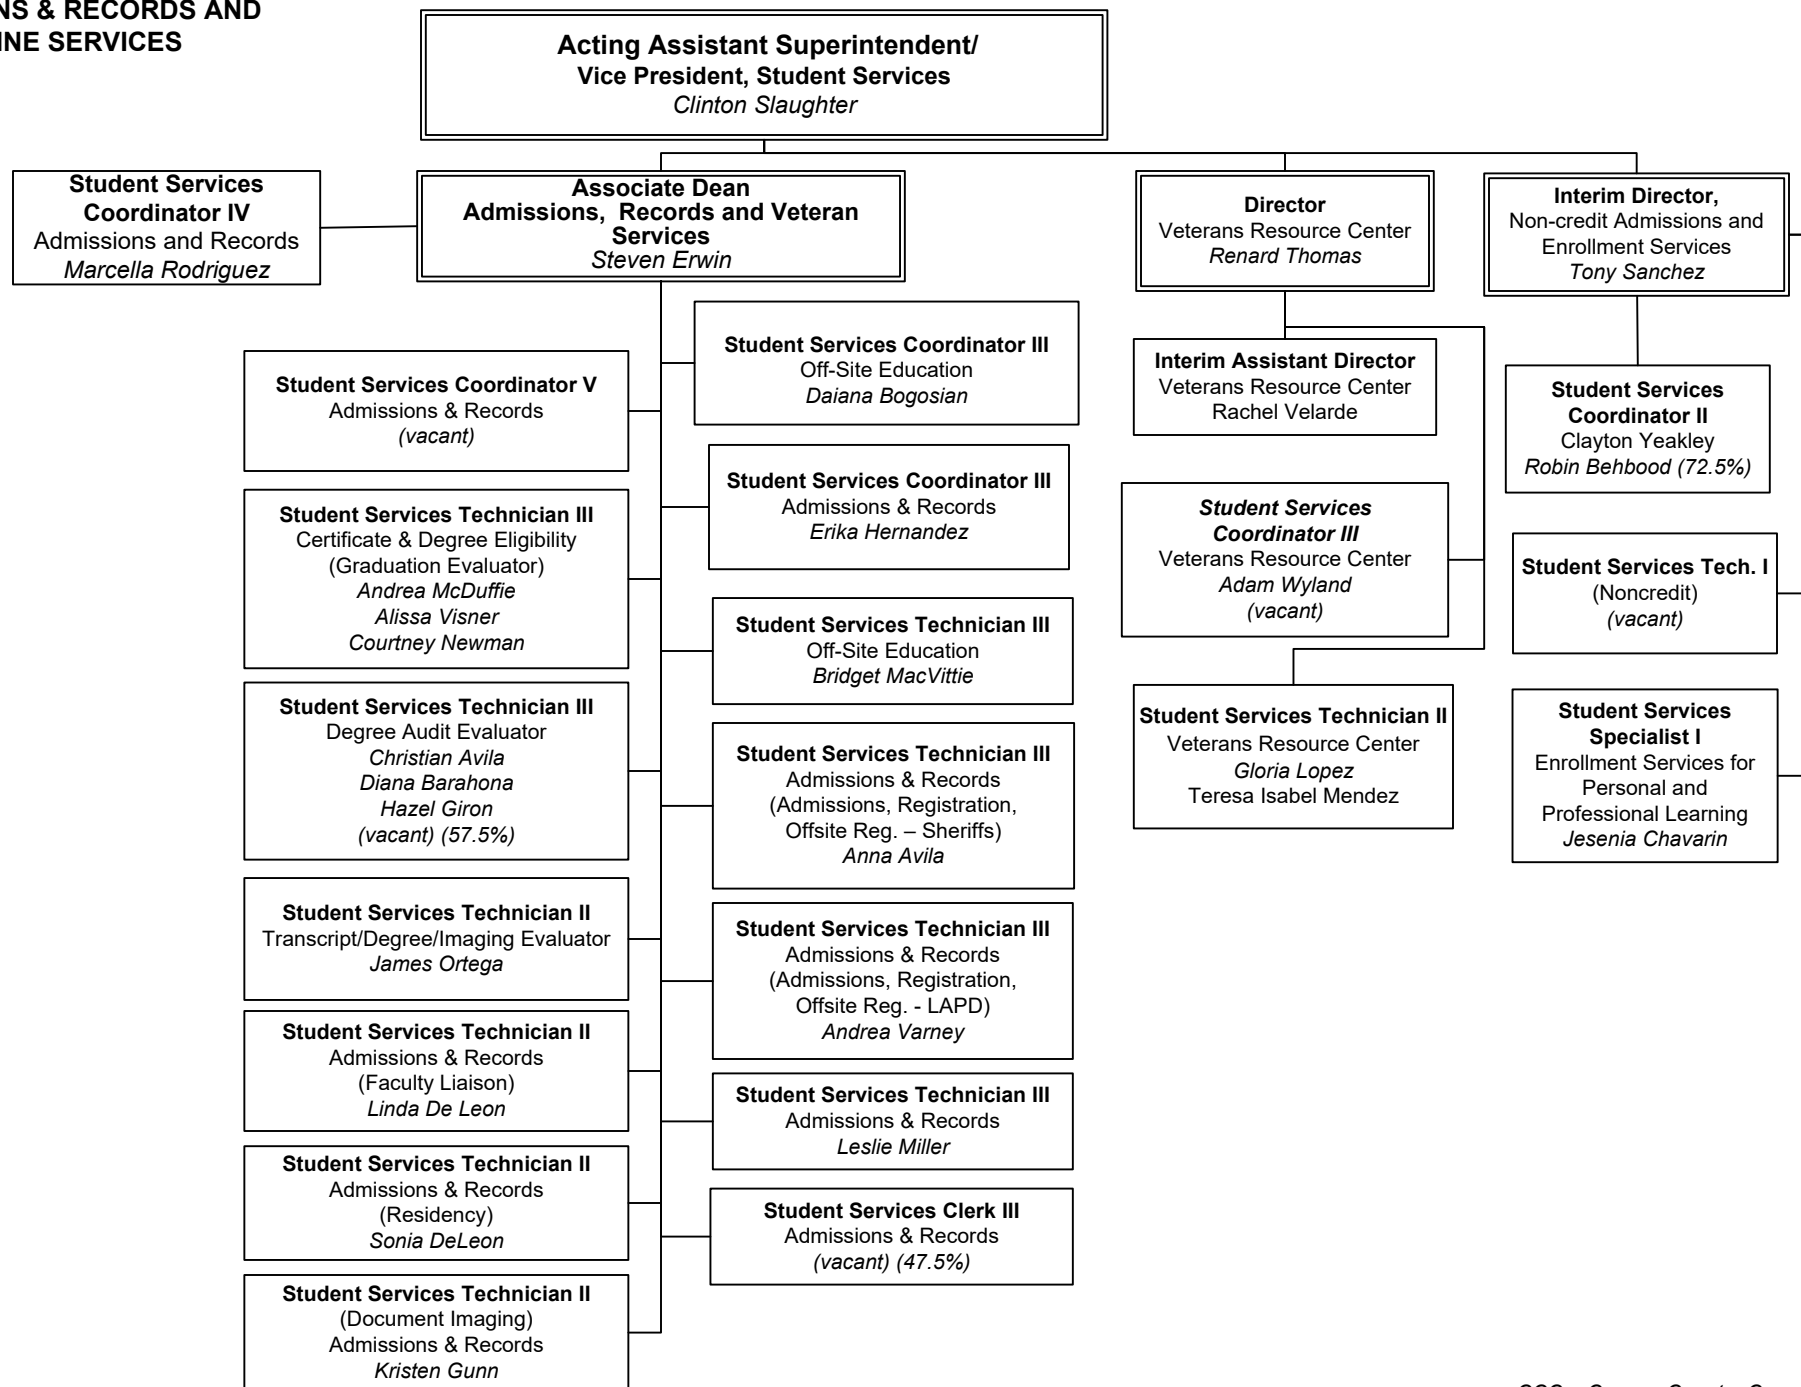 NS & RECORDS AND
INE SERVICES
Acting Assistant Superintendent/
Vice President, Student Services
Clinton Slaughter
Student Services
Coordinator IV
Admissions and Records
Marcella Rodriguez
Associate Dean
Admissions, Records and Veteran
Services
Steven Erwin
Director
Veterans Resource Center
Renard Thomas
Interim Director,
Non-credit Admissions and
Enrollment Services
Tony Sanchez
Student Services Coordinator V
Admissions & Records
(vacant)
Student Services Technician III
Certificate & Degree Eligibility
(Graduation Evaluator)
Andrea McDuffie
Alissa Visner
Courtney Newman
Student Services Technician III
Degree Audit Evaluator
Christian Avila
Diana Barahona
Hazel Giron
(vacant) (57.5%)
Student Services Technician II
Transcript/Degree/Imaging Evaluator
James Ortega
Student Services Technician II
Admissions & Records
(Faculty Liaison)
Linda De Leon
Student Services Technician II
Admissions & Records
(Residency)
Sonia DeLeon
Student Services Technician II
(Document Imaging)
Admissions & Records
Kristen Gunn
Student Services Coordinator III
Off-Site Education
Daiana Bogosian
Student Services Coordinator III
Admissions & Records
Erika Hernandez
Student Services Technician III
Off-Site Education
Bridget MacVittie
Student Services Technician III
Admissions & Records
(Admissions, Registration,
Offsite Reg. – Sheriffs)
Anna Avila
Student Services Technician III
Admissions & Records
(Admissions, Registration,
Offsite Reg. - LAPD)
Andrea Varney
Student Services Technician III
Admissions & Records
Leslie Miller
Student Services Clerk III
Admissions & Records
(vacant) (47.5%)
Interim Assistant Director
Veterans Resource Center
Rachel Velarde
Student Services
Coordinator III
Veterans Resource Center
Adam Wyland
(vacant)
Student Services Technician II
Veterans Resource Center
Gloria Lopez
Teresa Isabel Mendez
Student Services
Coordinator II
Clayton Yeakley
Robin Behbood (72.5%)
Student Services Tech. I
(Noncredit)
(vacant)
Student Services
Specialist I
Enrollment Services for
Personal and
Professional Learning
Jesenia Chavarin